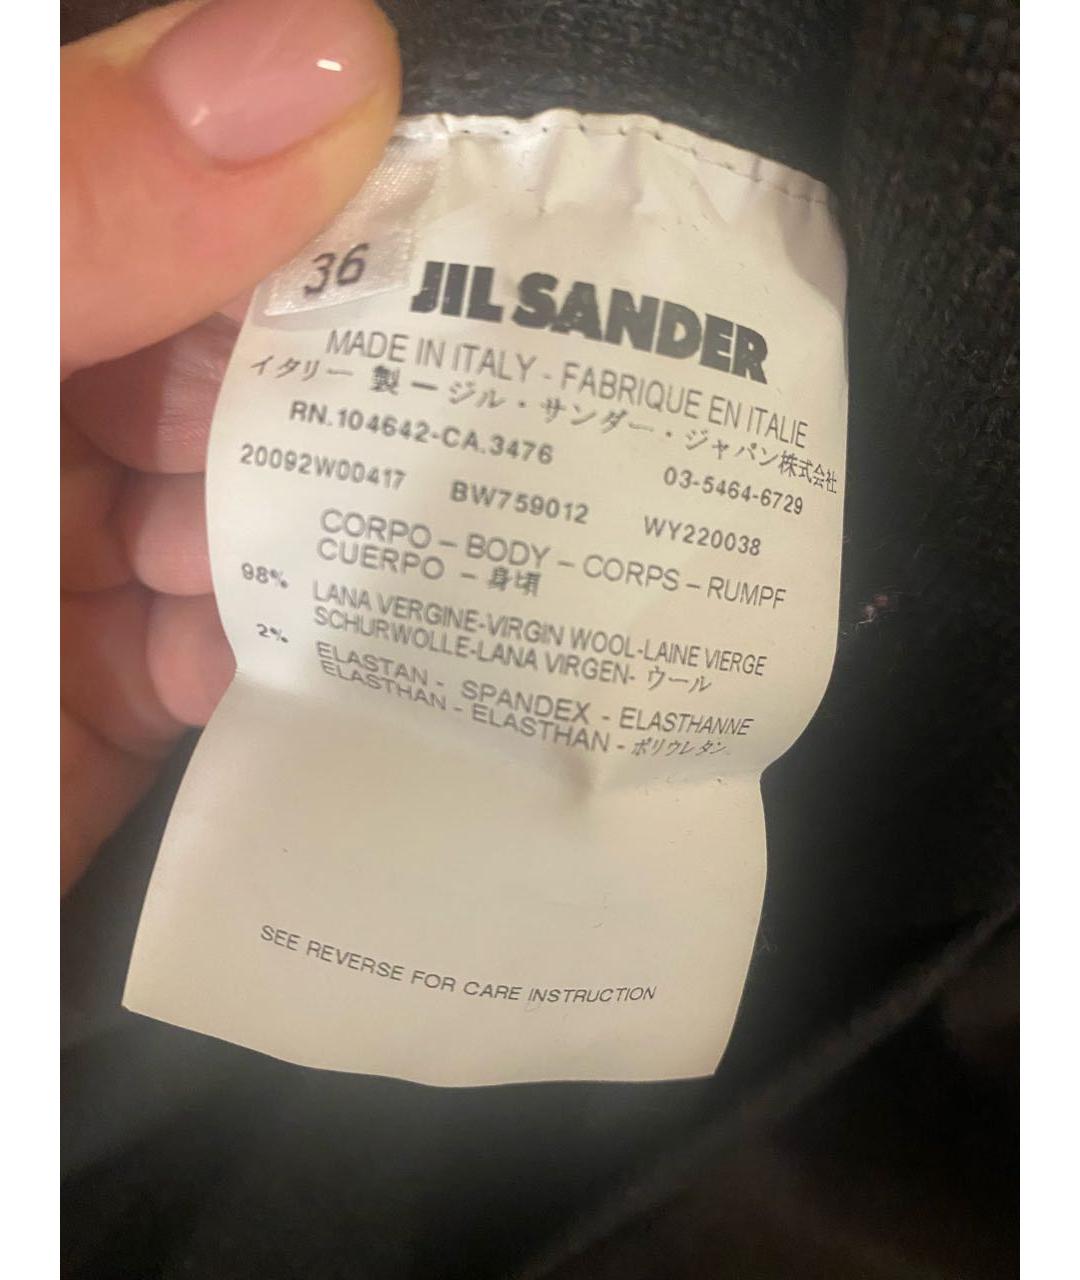 36
JIL SANDER
MADE IN ITALY - FABRIQUE EN ITALIE
イタリー 製 ー ジル・サンダー・ジャパン株式会社
RN.104642-CA.3476
03-5464-6729
20092W00417 BW759012 WY220038
CORPO – BODY – CORPS – RUMPF
CUERPO – 身頃
98% LANA VERGINE-VIRGIN WOOL-LAINE VIERGE
SCHURWOLLE-LANA VIRGEN- ウール
2% ELASTAN - SPANDEX - ELASTHANNE
ELASTHAN - ELASTHAN - ポリウレタン
SEE REVERSE FOR CARE INSTRUCTION